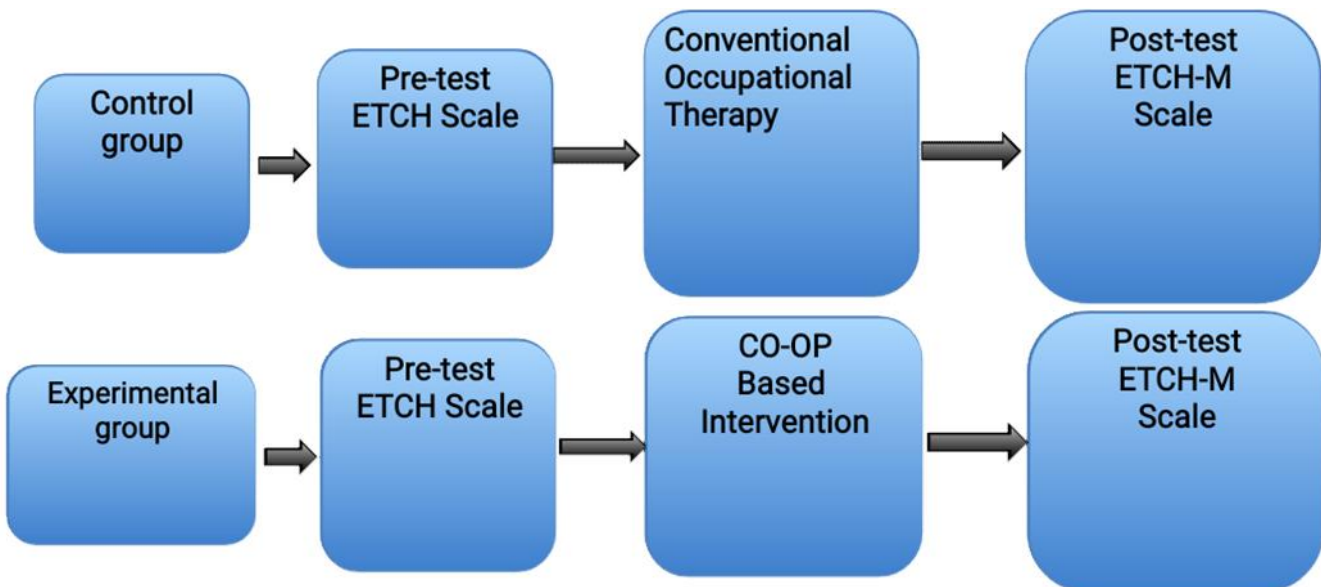 Control
group
Pre-test
ETCH Scale
Conventional
Occupational
Therapy
Post-test
ETCH-M
Scale
Experimental
group
Pre-test
ETCH Scale
CO-OP
Based
Intervention
Post-test
ETCH-M
Scale